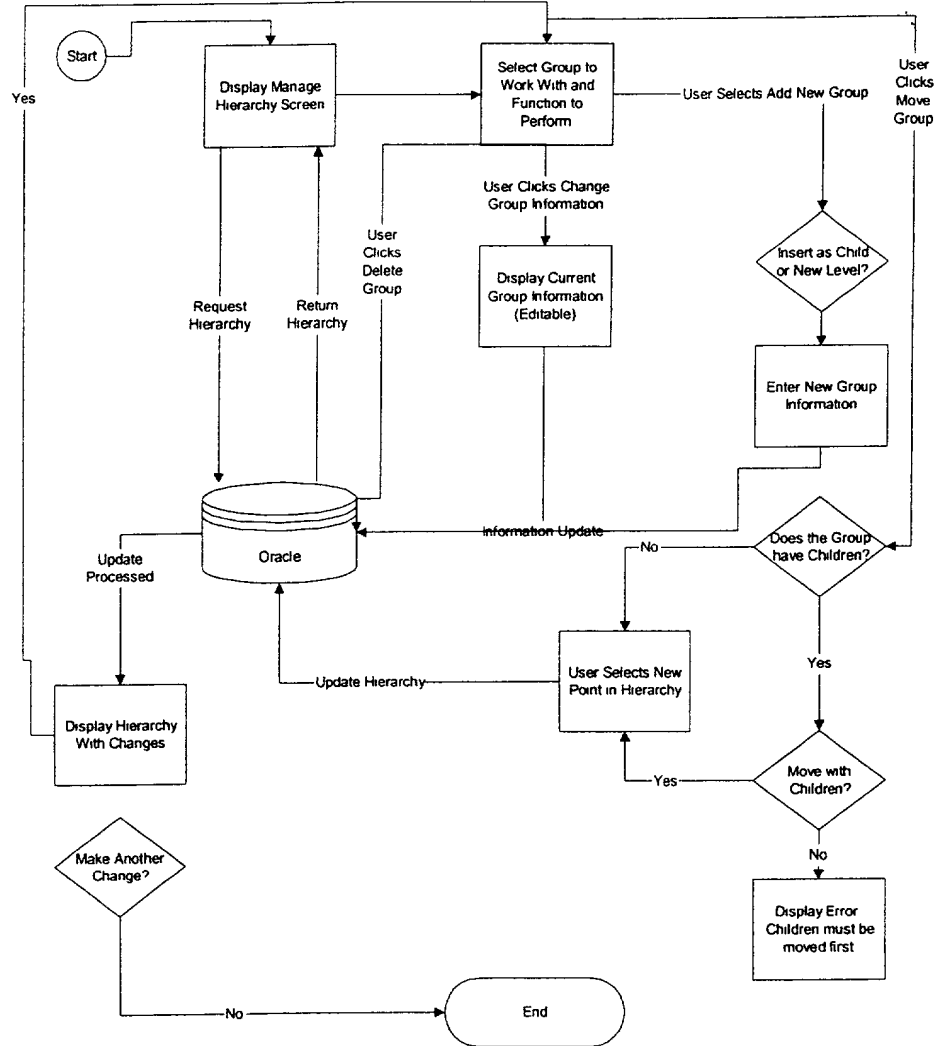 Start
Display Manage
Hierarchy Screen
Select Group to
Work With and
Function to
Perform
User Selects Add New Group
User
Clicks
Move
Group
Yes
User Clicks Change
Group Information
User
Clicks
Delete
Group
Insert as Child
or New Level?
Display Current
Group Information
(Editable)
Request
Hierarchy
Return
Hierarchy
Enter New Group
Information
Information Update
Oracle
No
Does the Group
have Children?
Update
Processed
Yes
User Selects New
Point in Hierarchy
Update Hierarchy
Display Hierarchy
With Changes
Yes
Move with
Children?
No
Make Another
Change?
Display Error
Children must be
moved first
No
End